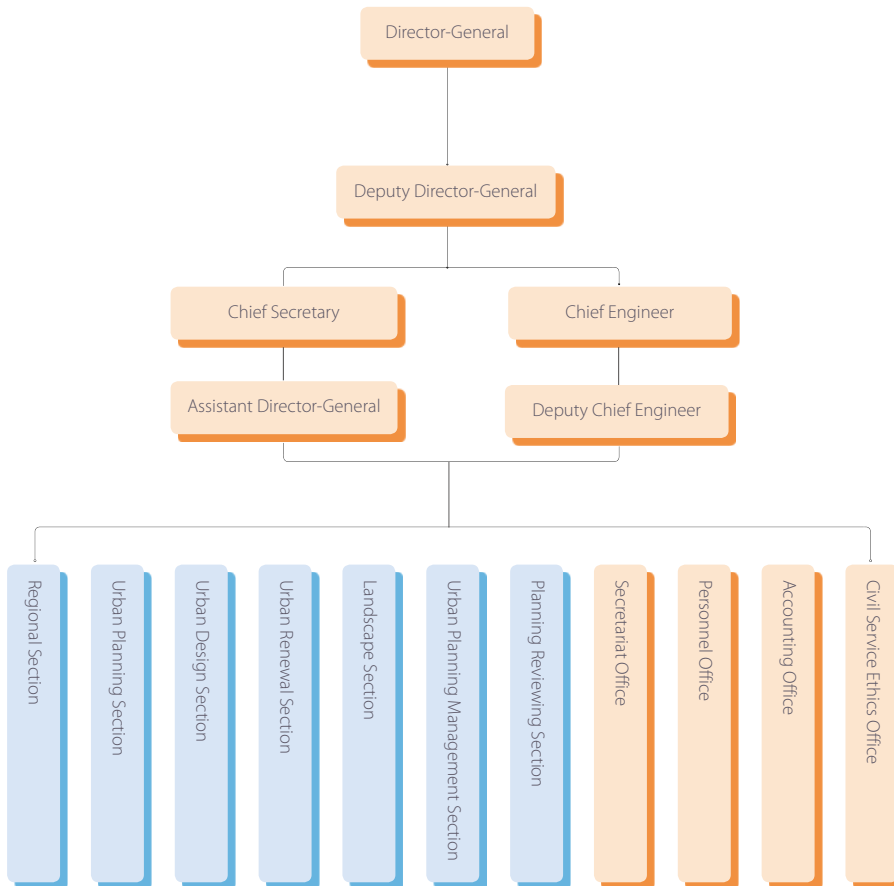 Director-General
Deputy Director-General
Chief Secretary
Chief Engineer
Assistant Director-General
Deputy Chief Engineer
Regional Section
Urban Planning Section
Urban Design Section
Urban Renewal Section
Landscape Section
Urban Planning Management Section
Planning Reviewing Section
Secretariat Office
Personnel Office
Accounting Office
Civil Service Ethics Office